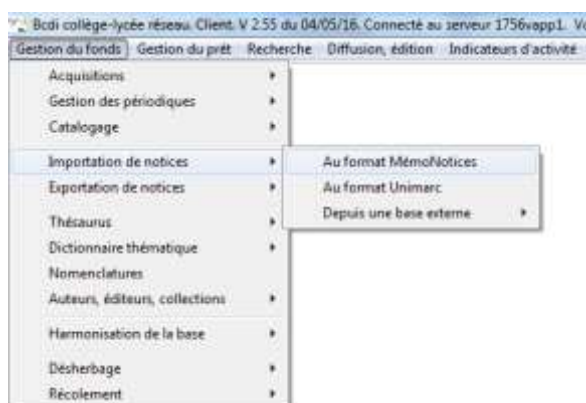 Bcdi collège-lycée réseau. Client. V 2.55 du 04/05/16. Connecté au serveur 1756vapp1.
Gestion du fonds Gestion du prêt Recherche Diffusion, édition Indicateurs d'activité
Acquisitions
Gestion des périodiques
Catalogage
Importation de notices
Exportation de notices
Thésaurus
Dictionnaire thématique
Nomenclatures
Auteurs, éditeurs, collections
Harmonisation de la base
Désherbage
Récolement
Au format MémoNotices
Au format Unimarc
Depuis une base externe